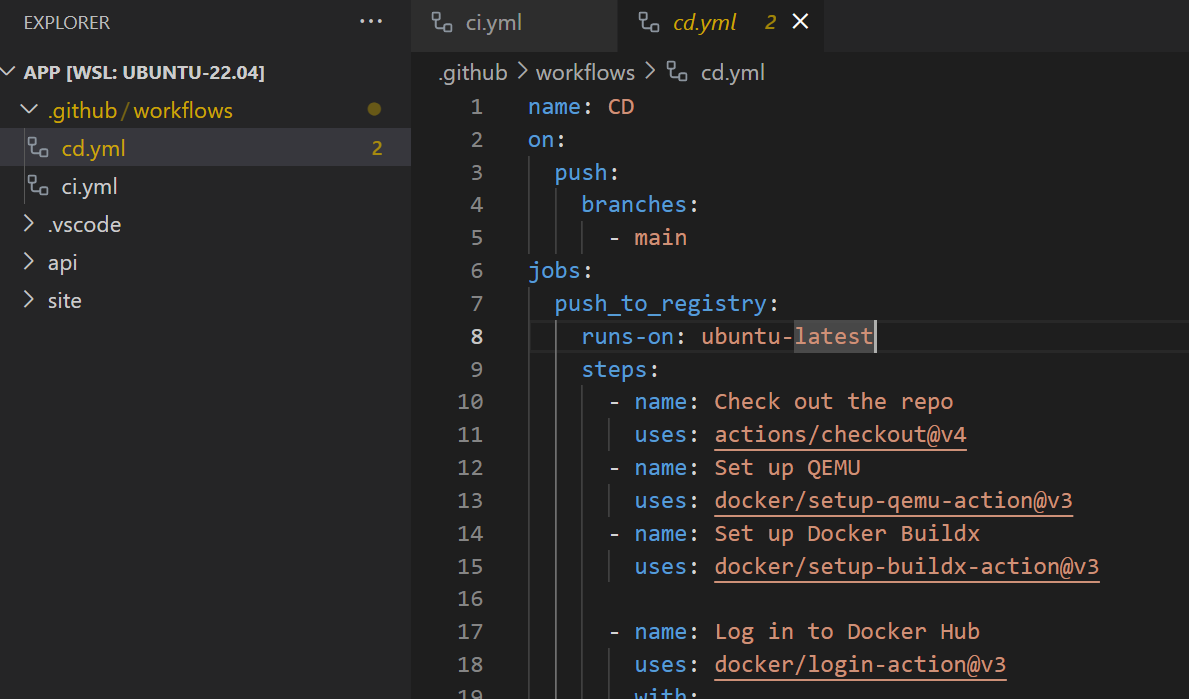 EXPLORER ...
APP [WSL: UBUNTU-22.04]
.github / workflows
cd.yml 2
ci.yml
.vscode
api
site
ci.yml
cd.yml 2
.github > workflows > cd.yml
1 name: CD
2 on:
3 push:
4 branches:
5 - main
6 jobs:
7 push_to_registry:
8 runs-on: ubuntu-latest
9 steps:
10 - name: Check out the repo
11 uses: actions/checkout@v4
12 - name: Set up QEMU
13 uses: docker/setup-qemu-action@v3
14 - name: Set up Docker Buildx
15 uses: docker/setup-buildx-action@v3
16
17 - name: Log in to Docker Hub
18 uses: docker/login-action@v3
19 with: